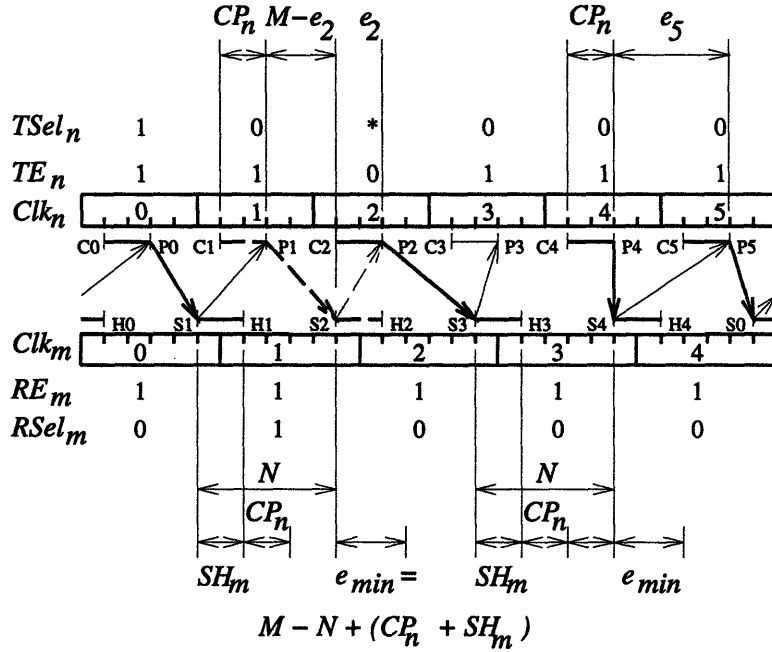 CPn M−e2 e2 CPn e5
TSeln 1 0 * 0 0 0
TEn 1 1 0 1 1 1
Clkn 0 1 2 3 4 5
C0 P0 C1 P1 C2 P2 C3 P3 C4 P4 C5 P5
H0 S1 H1 S2 H2 S3 H3 S4 H4 S0
Clkm 0 1 2 3 4
REm 1 1 1 1 1
RSelm 0 1 0 0 0
N N
CPn CPn
SHm emin = SHm emin
M − N + (CPn + SHm)